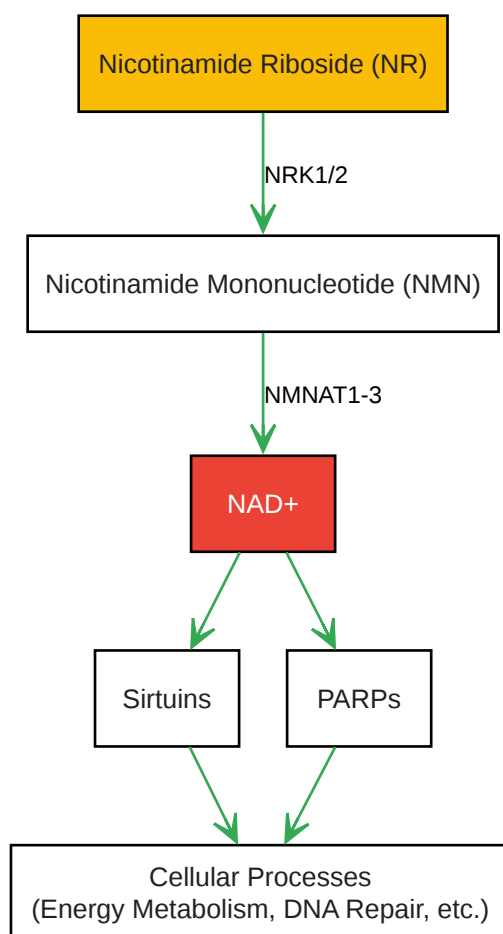 Nicotinamide Riboside (NR)
NRK1/2
Nicotinamide Mononucleotide (NMN)
NMNAT1-3
NAD+
Sirtuins
PARPs
Cellular Processes
(Energy Metabolism, DNA Repair, etc.)